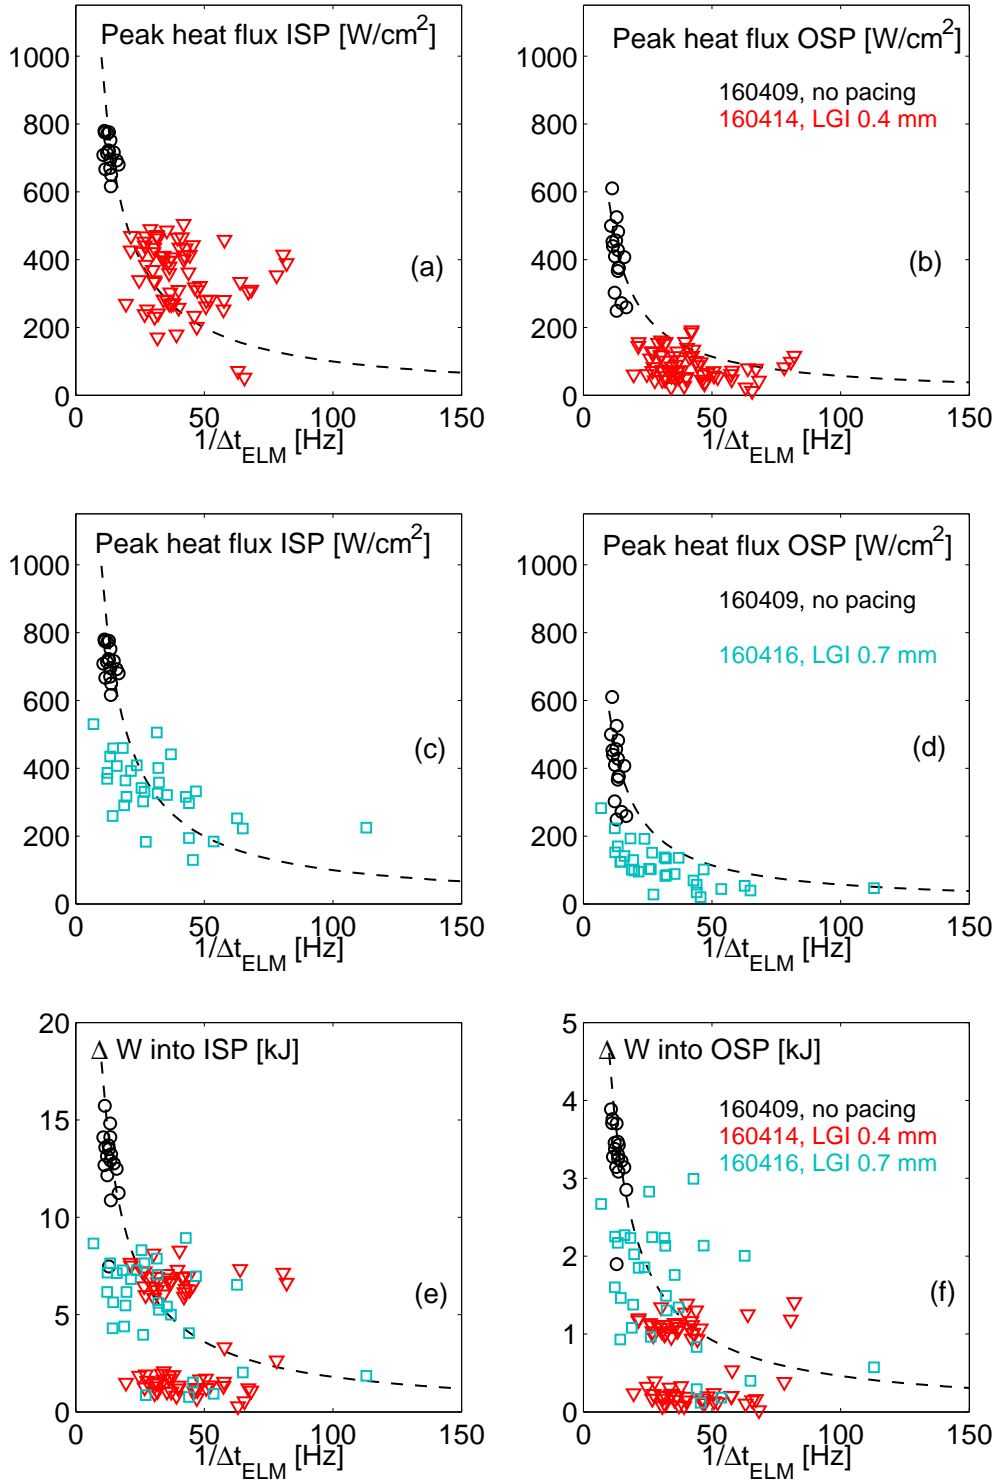 Peak heat flux ISP [W/cm²]
1000
800
600
400
200
0
(a)
0 50 100 150
1/Δt_ELM [Hz]
Peak heat flux OSP [W/cm²]
160409, no pacing
160414, LGI 0.4 mm
1000
800
600
400
200
0
(b)
0 50 100 150
1/Δt_ELM [Hz]
Peak heat flux ISP [W/cm²]
1000
800
600
400
200
0
(c)
0 50 100 150
1/Δt_ELM [Hz]
Peak heat flux OSP [W/cm²]
160409, no pacing
160416, LGI 0.7 mm
1000
800
600
400
200
0
(d)
0 50 100 150
1/Δt_ELM [Hz]
Δ W into ISP [kJ]
20
15
10
5
0
(e)
0 50 100 150
1/Δt_ELM [Hz]
Δ W into OSP [kJ]
160409, no pacing
160414, LGI 0.4 mm
160416, LGI 0.7 mm
5
4
3
2
1
0
(f)
0 50 100 150
1/Δt_ELM [Hz]